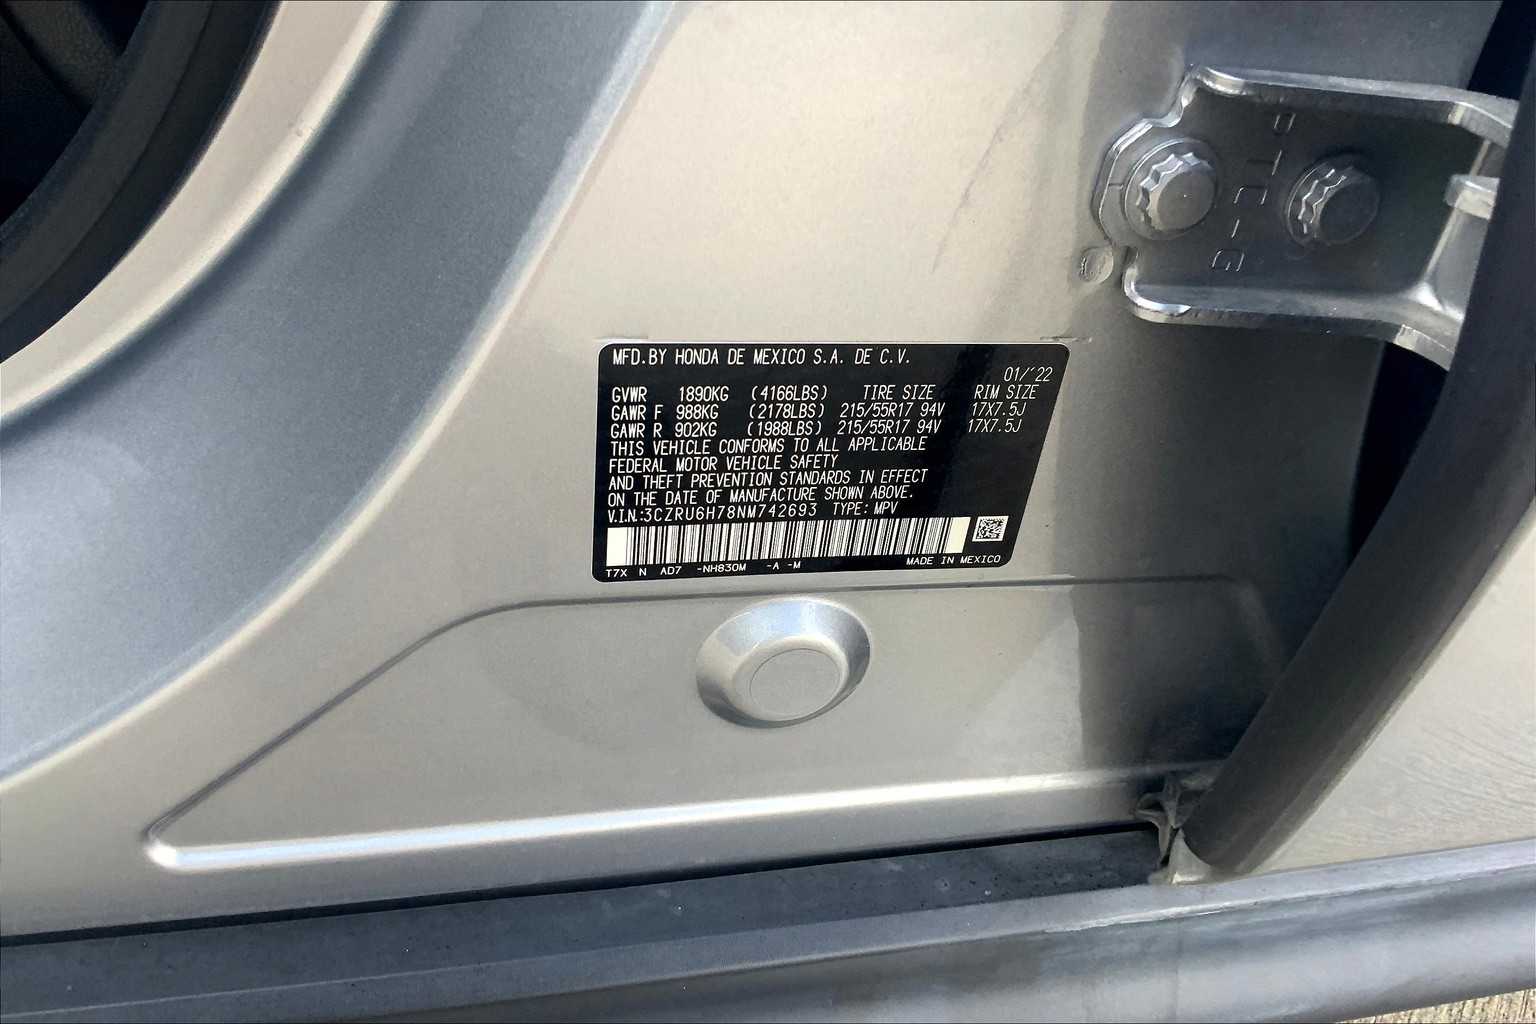 MFD.BY HONDA DE MEXICO S.A. DE C.V.
01/´22
GVWR 1890KG (4166LBS) TIRE SIZE RIM SIZE
GAWR F 988KG (2178LBS) 215/55R17 94V 17X7.5J
GAWR R 902KG (1988LBS) 215/55R17 94V 17X7.5J
THIS VEHICLE CONFORMS TO ALL APPLICABLE
FEDERAL MOTOR VEHICLE SAFETY
AND THEFT PREVENTION STANDARDS IN EFFECT
ON THE DATE OF MANUFACTURE SHOWN ABOVE.
V.I.N.:3CZRU6H78NM742693 TYPE: MPV
T7X N AD7 -NH830M -A -M MADE IN MEXICO